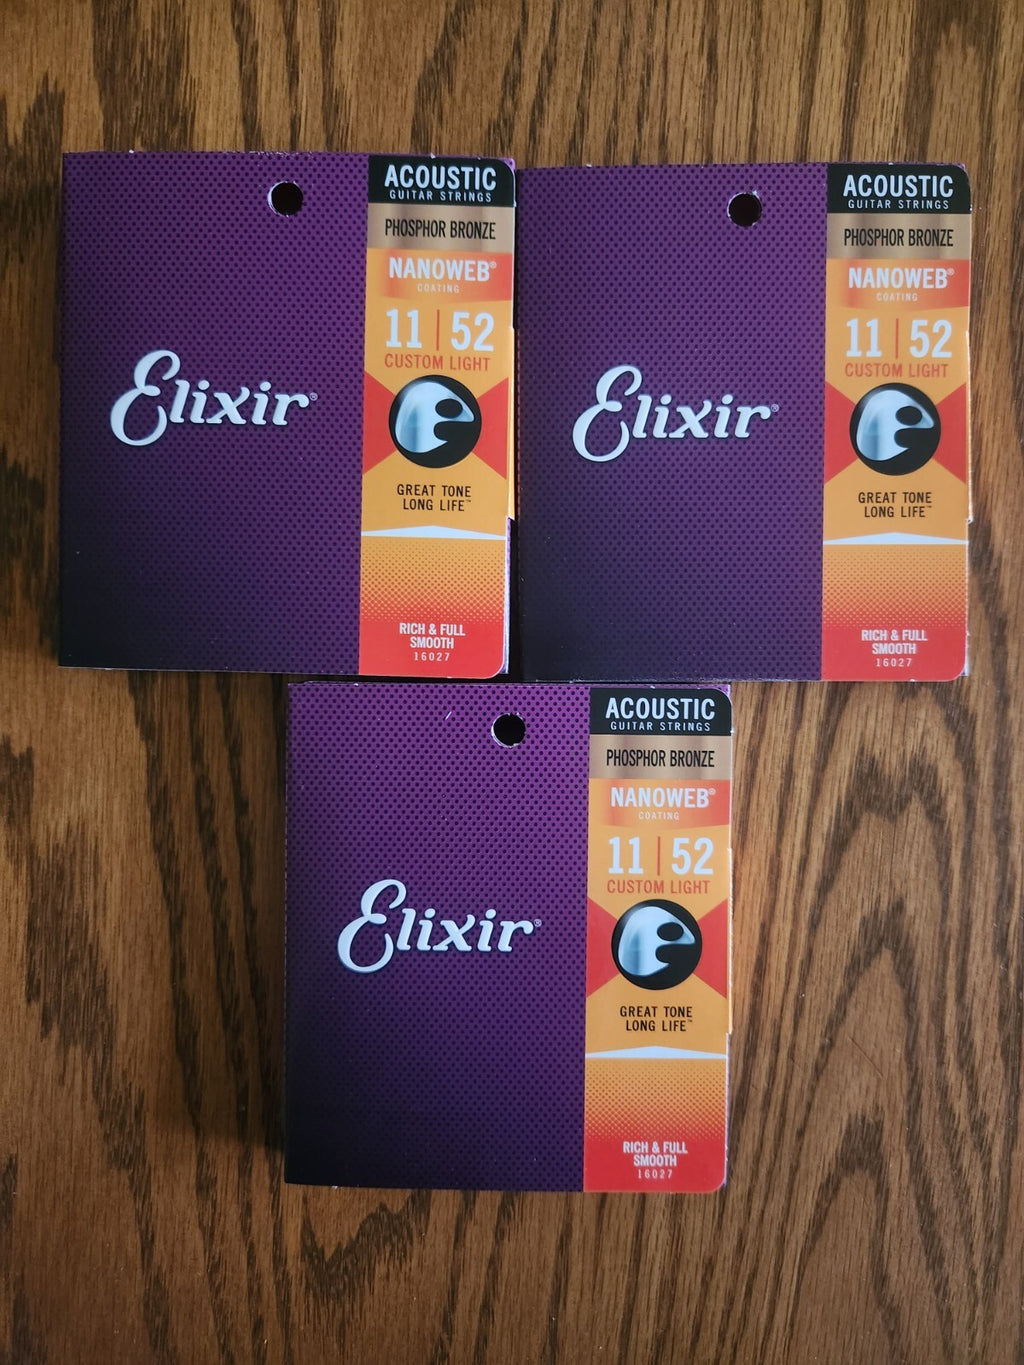 ACOUSTIC
GUITAR STRINGS
PHOSPHOR BRONZE
NANOWEB®
COATING
11 | 52
CUSTOM LIGHT
Elixir®
GREAT TONE
LONG LIFE™
RICH & FULL
SMOOTH
16027
ACOUSTIC
GUITAR STRINGS
PHOSPHOR BRONZE
NANOWEB®
COATING
11 | 52
CUSTOM LIGHT
Elixir®
GREAT TONE
LONG LIFE™
RICH & FULL
SMOOTH
16027
ACOUSTIC
GUITAR STRINGS
PHOSPHOR BRONZE
NANOWEB®
COATING
11 | 52
CUSTOM LIGHT
Elixir®
GREAT TONE
LONG LIFE™
RICH & FULL
SMOOTH
16027